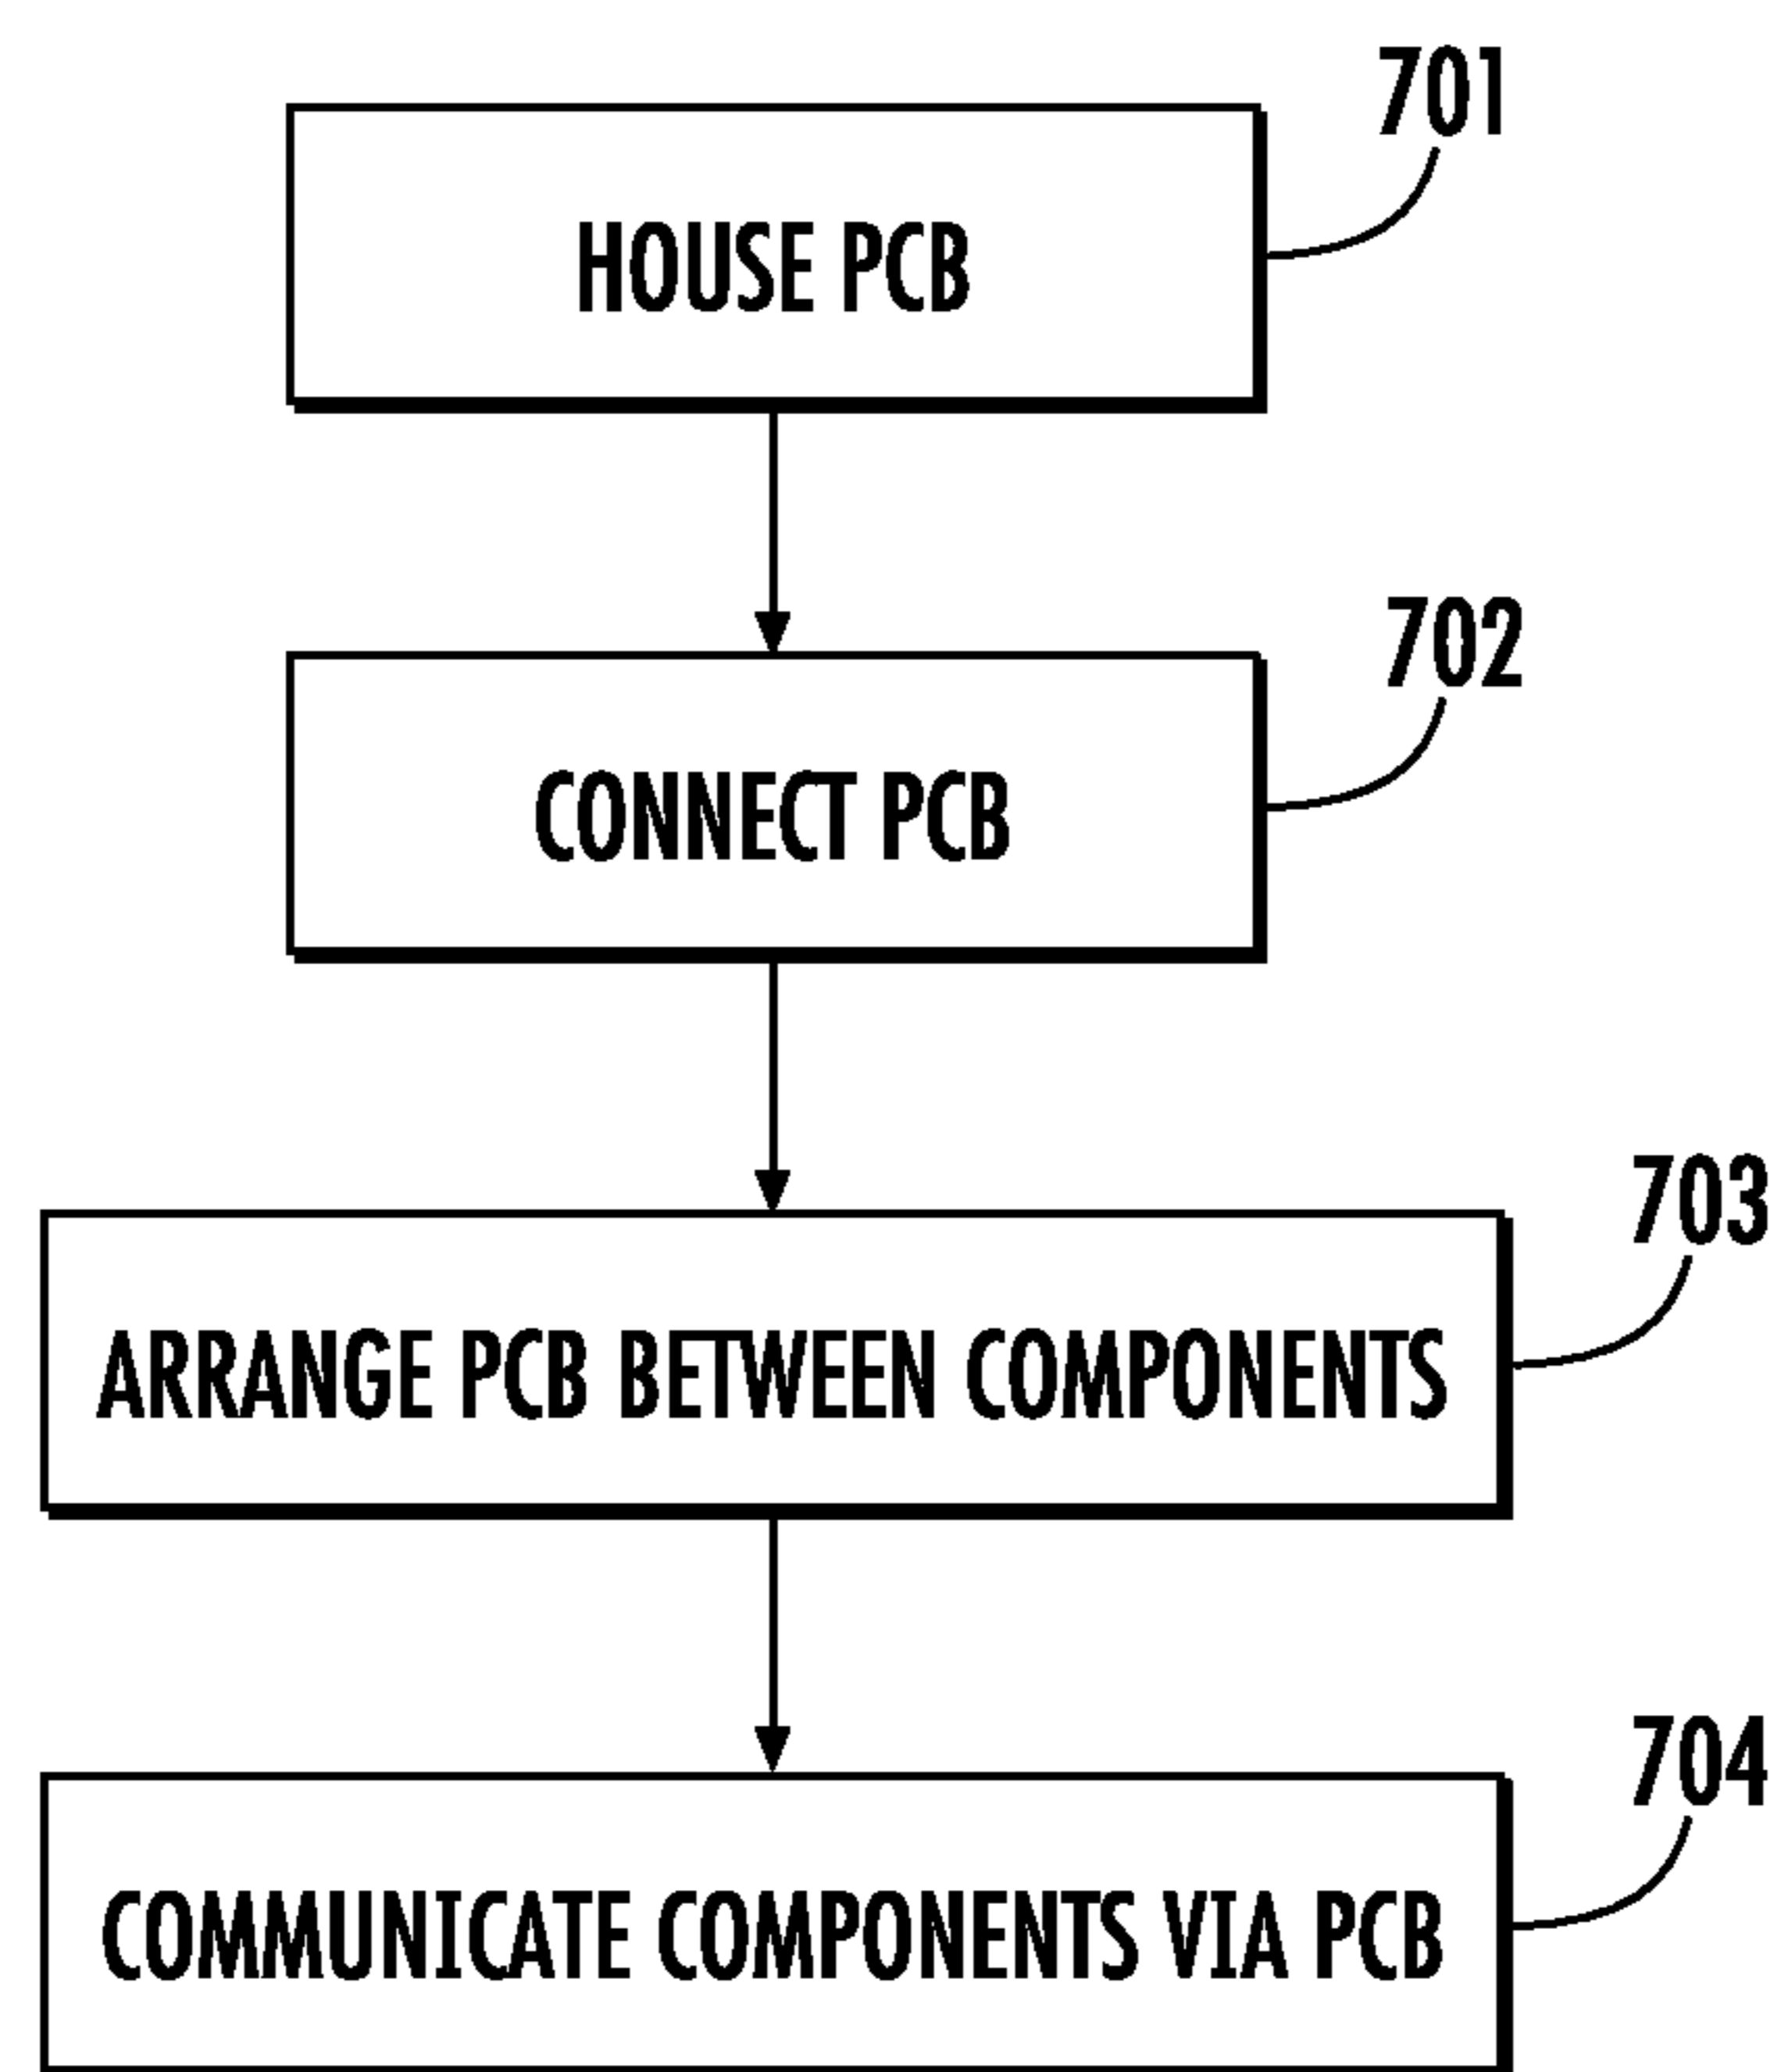 701
HOUSE PCB
702
CONNECT PCB
703
ARRANGE PCB BETWEEN COMPONENTS
704
COMMUNICATE COMPONENTS VIA PCB